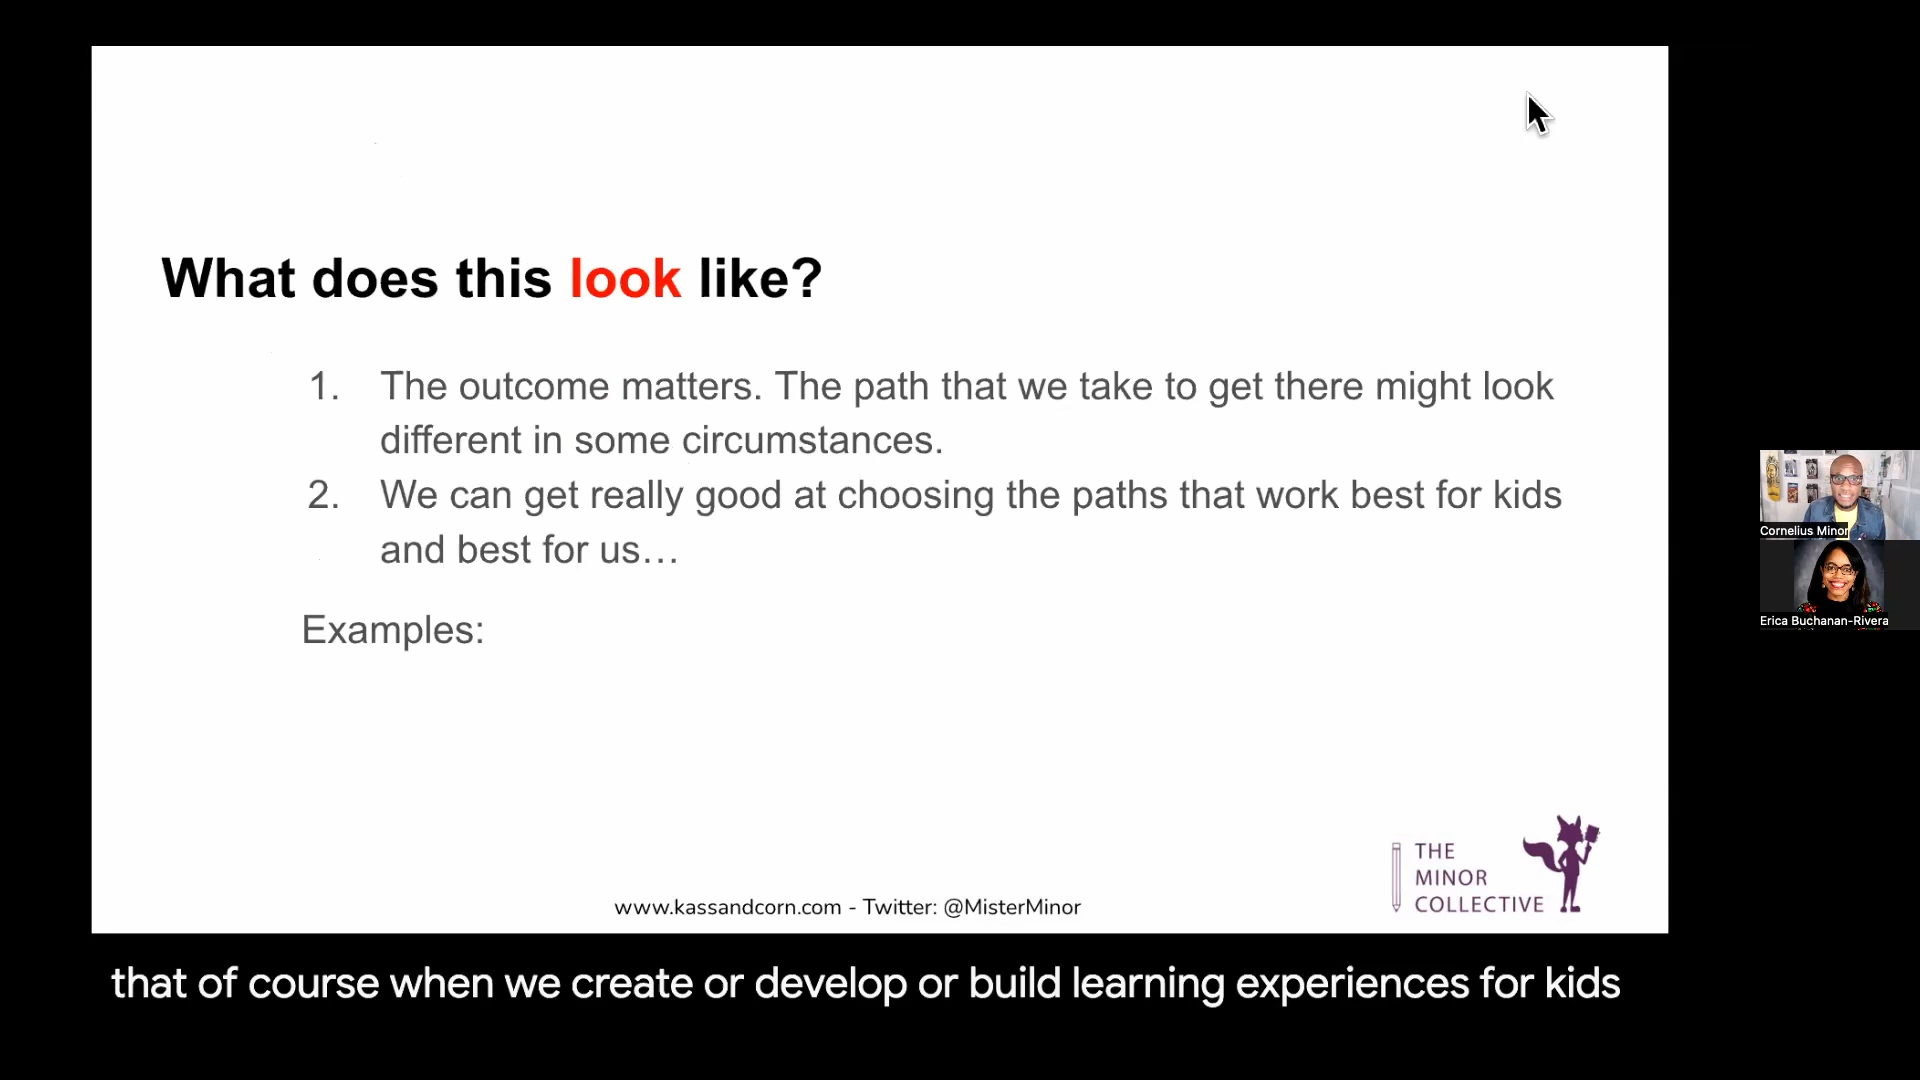 What does this look like?
1. The outcome matters. The path that we take to get there might look
different in some circumstances.
2. We can get really good at choosing the paths that work best for kids
and best for us…
Examples:
THE
MINOR
COLLECTIVE
www.kassandcorn.com - Twitter: @MisterMinor
Cornelius Minor
Erica Buchanan-Rivera
that of course when we create or develop or build learning experiences for kids